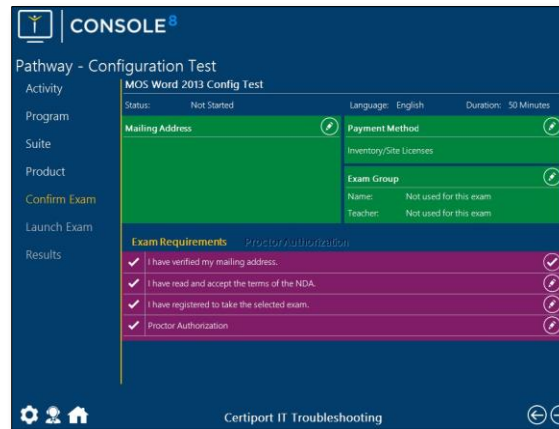 CONSOLE8
Pathway - Configuration Test
Activity
Program
Suite
Product
Confirm Exam
Launch Exam
Results
MOS Word 2013 Config Test
Status: Not Started Language: English Duration: 50 Minutes
Mailing Address
Payment Method
Inventory/Site Licenses
Exam Group
Name: Not used for this exam
Teacher: Not used for this exam
Exam Requirements Proctor Authorization
I have verified my mailing address.
I have read and accept the terms of the NDA.
I have registered to take the selected exam.
Proctor Authorization
Certiport IT Troubleshooting